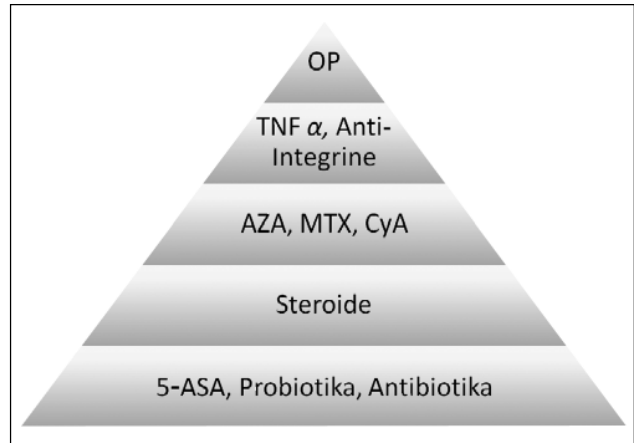 OP
TNF α, Anti-
Integrine
AZA, MTX, CyA
Steroide
5-ASA, Probiotika, Antibiotika